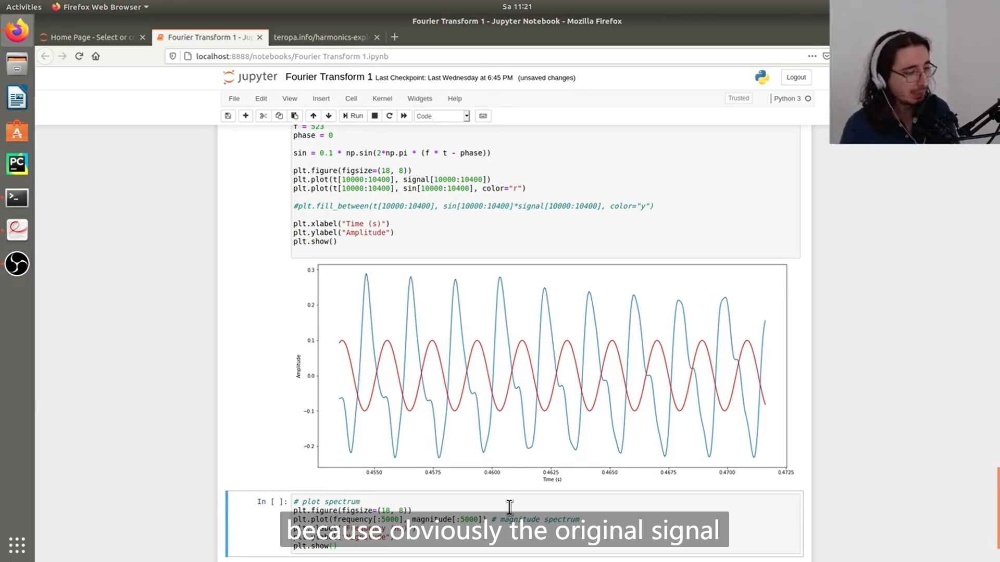 Activities
Firefox Web Browser
Sa 11:21
Fourier Transform 1 - Jupyter Notebook - Mozilla Firefox
Home Page - Select or cr
Fourier Transform 1 - Ju
teropa.info/harmonics-expl
localhost:8888/notebooks/Fourier Transform 1.ipynb
jupyter
Fourier Transform 1
Last Checkpoint: Last Wednesday at 6:45 PM
(unsaved changes)
Logout
File
Edit
View
Insert
Cell
Kernel
Widgets
Help
Trusted
Python 3
Run
Code
PC
f = 523
phase = 0
sin = 0.1 * np.sin(2*np.pi * (f * t - phase))
plt.figure(figsize=(18, 8))
plt.plot(t[10000:10400], signal[10000:10400])
plt.plot(t[10000:10400], sin[10000:10400], color="r")
#plt.fill_between(t[10000:10400], sin[10000:10400]*signal[10000:10400], color="y")
plt.xlabel("Time (s)")
plt.ylabel("Amplitude")
plt.show()
0.3
0.2
0.1
0.0
−0.1
−0.2
Amplitude
0.4550
0.4575
0.4600
0.4625
0.4650
0.4675
0.4700
0.4725
Time (s)
In [ ]:
# plot spectrum
plt.figure(figsize=(18, 8))
plt.plot(frequency[:5000], magnitude[:5000]) # magnitude spectrum
because obviously the original signal
plt.show()